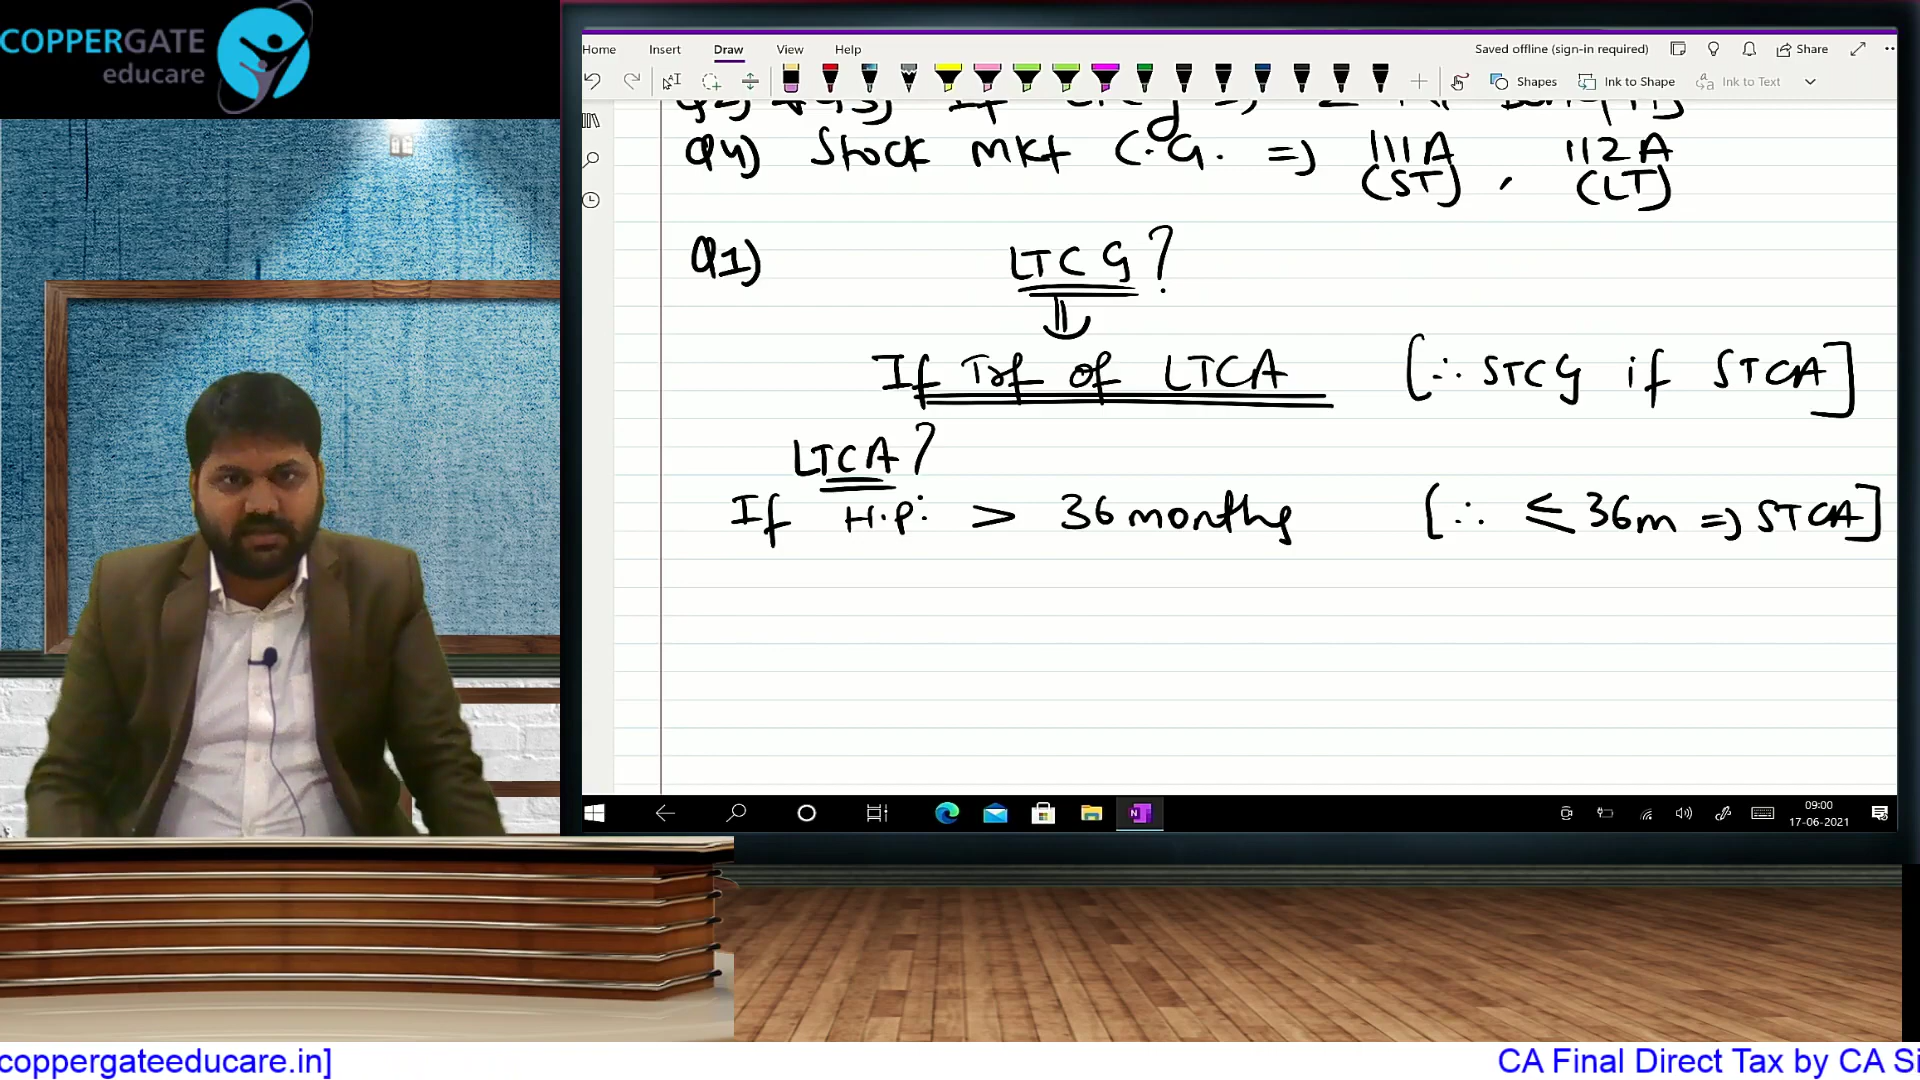 COPPERGATE
educare
Home Insert Draw View Help
Saved offline (sign-in required) Share
Shapes Ink to Shape Ink to Text
Q4) Stock Mkt C.G. => 111A , 112A
(ST) (LT)
Q1) LTCG?
If Trf of LTCA [∴ STCG if STCA]
LTCA?
If H.P. > 36 months [∴ ≤ 36m => STCA]
09:00
17-06-2021
coppergateeducare.in]
CA Final Direct Tax by CA Si